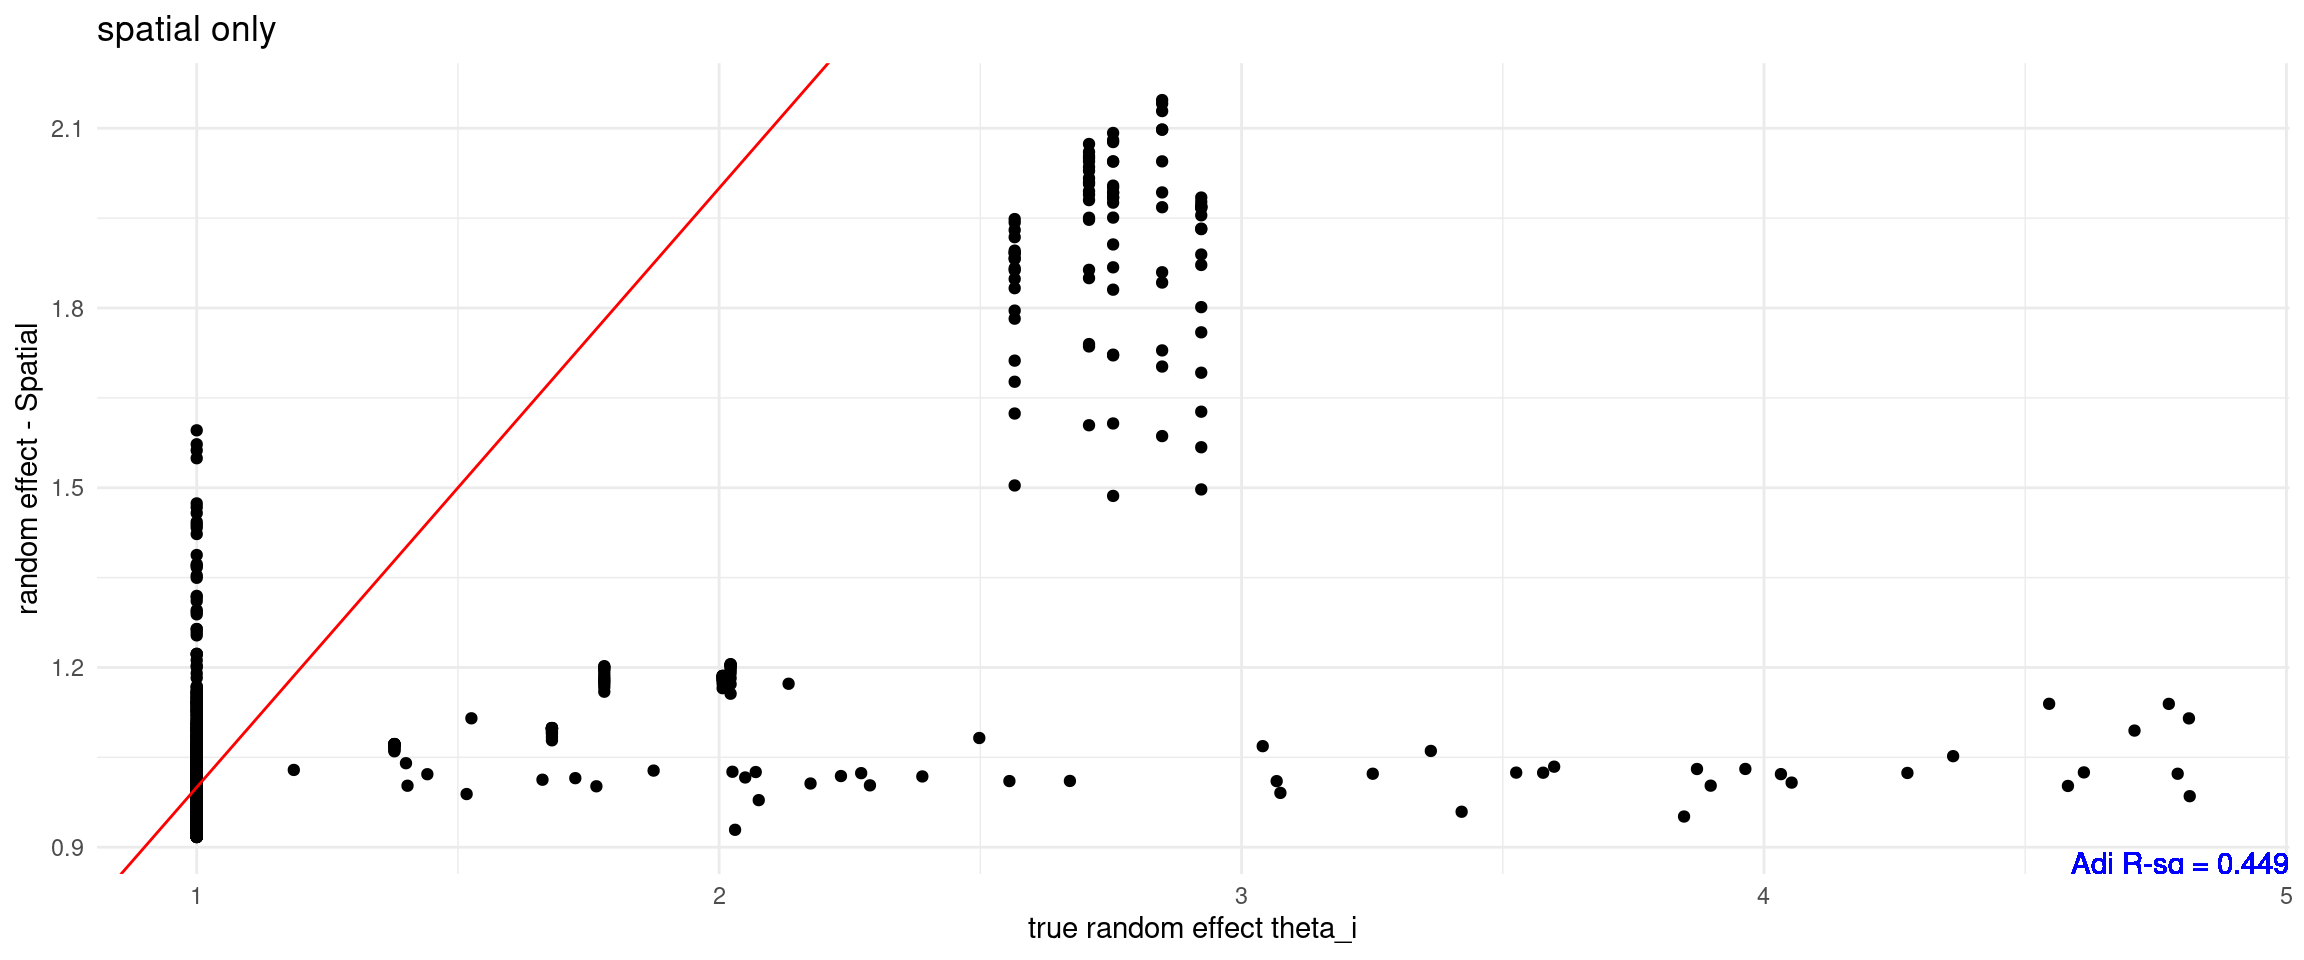 spatial only
random effect - Spatial
2.1
1.8
1.5
1.2
0.9
Adj R-sq = 0.449
1 2 3 4 5
true random effect theta_i